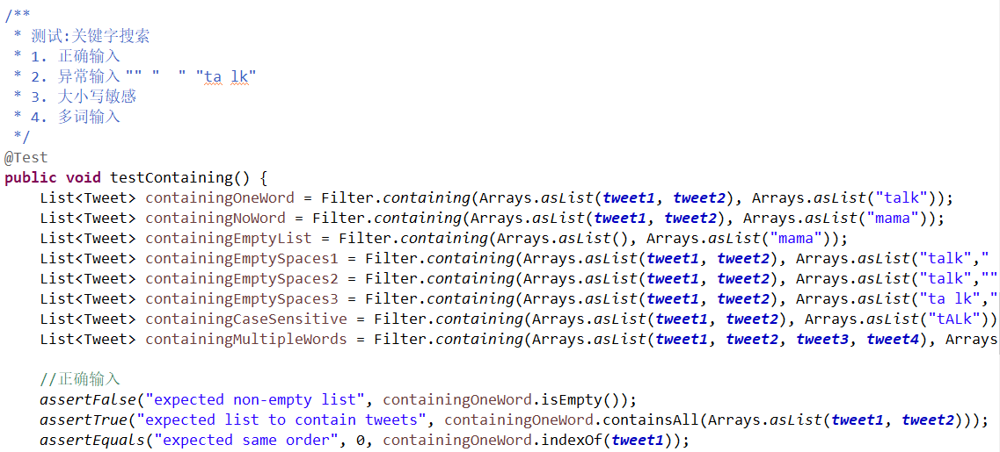 /**
 * 测试:关键字搜索
 * 1. 正确输入
 * 2. 异常输入 "" "  " "ta lk"
 * 3. 大小写敏感
 * 4. 多词输入
 */
@Test
public void testContaining() {
    List<Tweet> containingOneWord = Filter.containing(Arrays.asList(tweet1, tweet2), Arrays.asList("talk"));
    List<Tweet> containingNoWord = Filter.containing(Arrays.asList(tweet1, tweet2), Arrays.asList("mama"));
    List<Tweet> containingEmptyList = Filter.containing(Arrays.asList(), Arrays.asList("mama"));
    List<Tweet> containingEmptySpaces1 = Filter.containing(Arrays.asList(tweet1, tweet2), Arrays.asList("talk","
    List<Tweet> containingEmptySpaces2 = Filter.containing(Arrays.asList(tweet1, tweet2), Arrays.asList("talk",""
    List<Tweet> containingEmptySpaces3 = Filter.containing(Arrays.asList(tweet1, tweet2), Arrays.asList("ta lk","
    List<Tweet> containingCaseSensitive = Filter.containing(Arrays.asList(tweet1, tweet2), Arrays.asList("tALk"))
    List<Tweet> containingMultipleWords = Filter.containing(Arrays.asList(tweet1, tweet2, tweet3, tweet4), Arrays
    //正确输入
    assertFalse("expected non-empty list", containingOneWord.isEmpty());
    assertTrue("expected list to contain tweets", containingOneWord.containsAll(Arrays.asList(tweet1, tweet2)));
    assertEquals("expected same order", 0, containingOneWord.indexOf(tweet1));